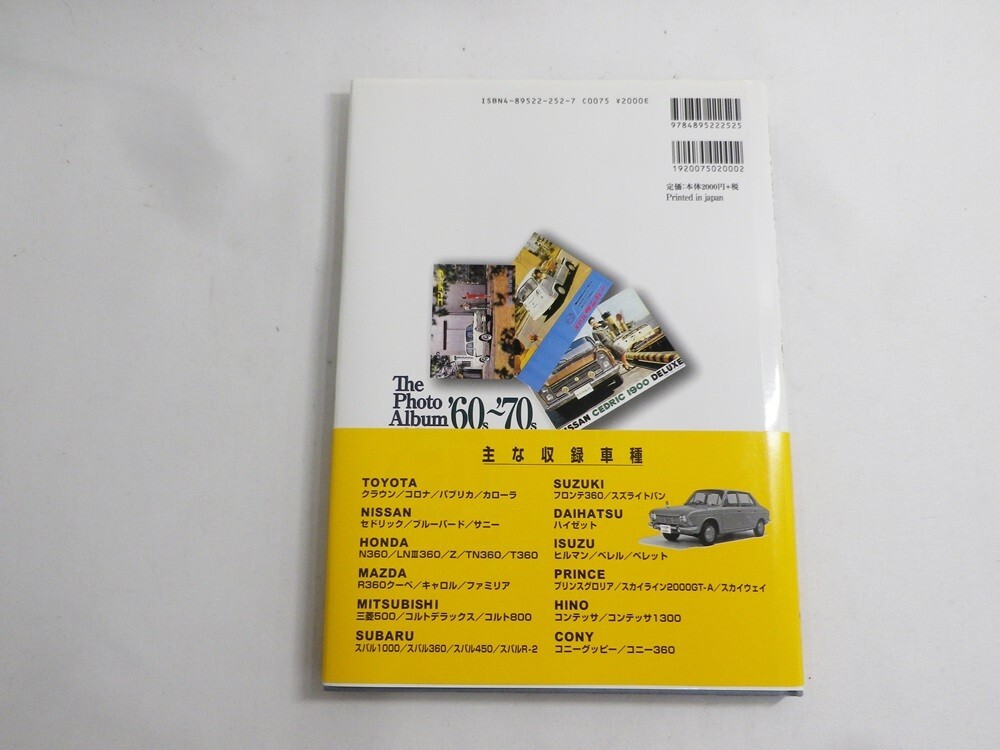 ISBN4-89522-252-7 C0075 ¥2000E
9784895222525
1920075020002
定価:本体2000円+税
Printed in japan
NISSAN CEDRIC 1900 DELUXE
The
Photo
Album '60s~'70s
主な収録車種
TOYOTA
クラウン/コロナ/パブリカ/カローラ
NISSAN
セドリック/ブルーバード/サニー
HONDA
N360/LNⅢ360/Z/TN360/T360
MAZDA
R360クーペ/キャロル/ファミリア
MITSUBISHI
三菱500/コルトデラックス/コルト800
SUBARU
スバル1000/スバル360/スバル450/スバルR-2
SUZUKI
フロンテ360/スズライトバン
DAIHATSU
ハイゼット
ISUZU
ヒルマン/ベレル/ベレット
PRINCE
プリンスグロリア/スカイライン2000GT-A/スカイウェイ
HINO
コンテッサ/コンテッサ1300
CONY
コニーグッピー/コニー360